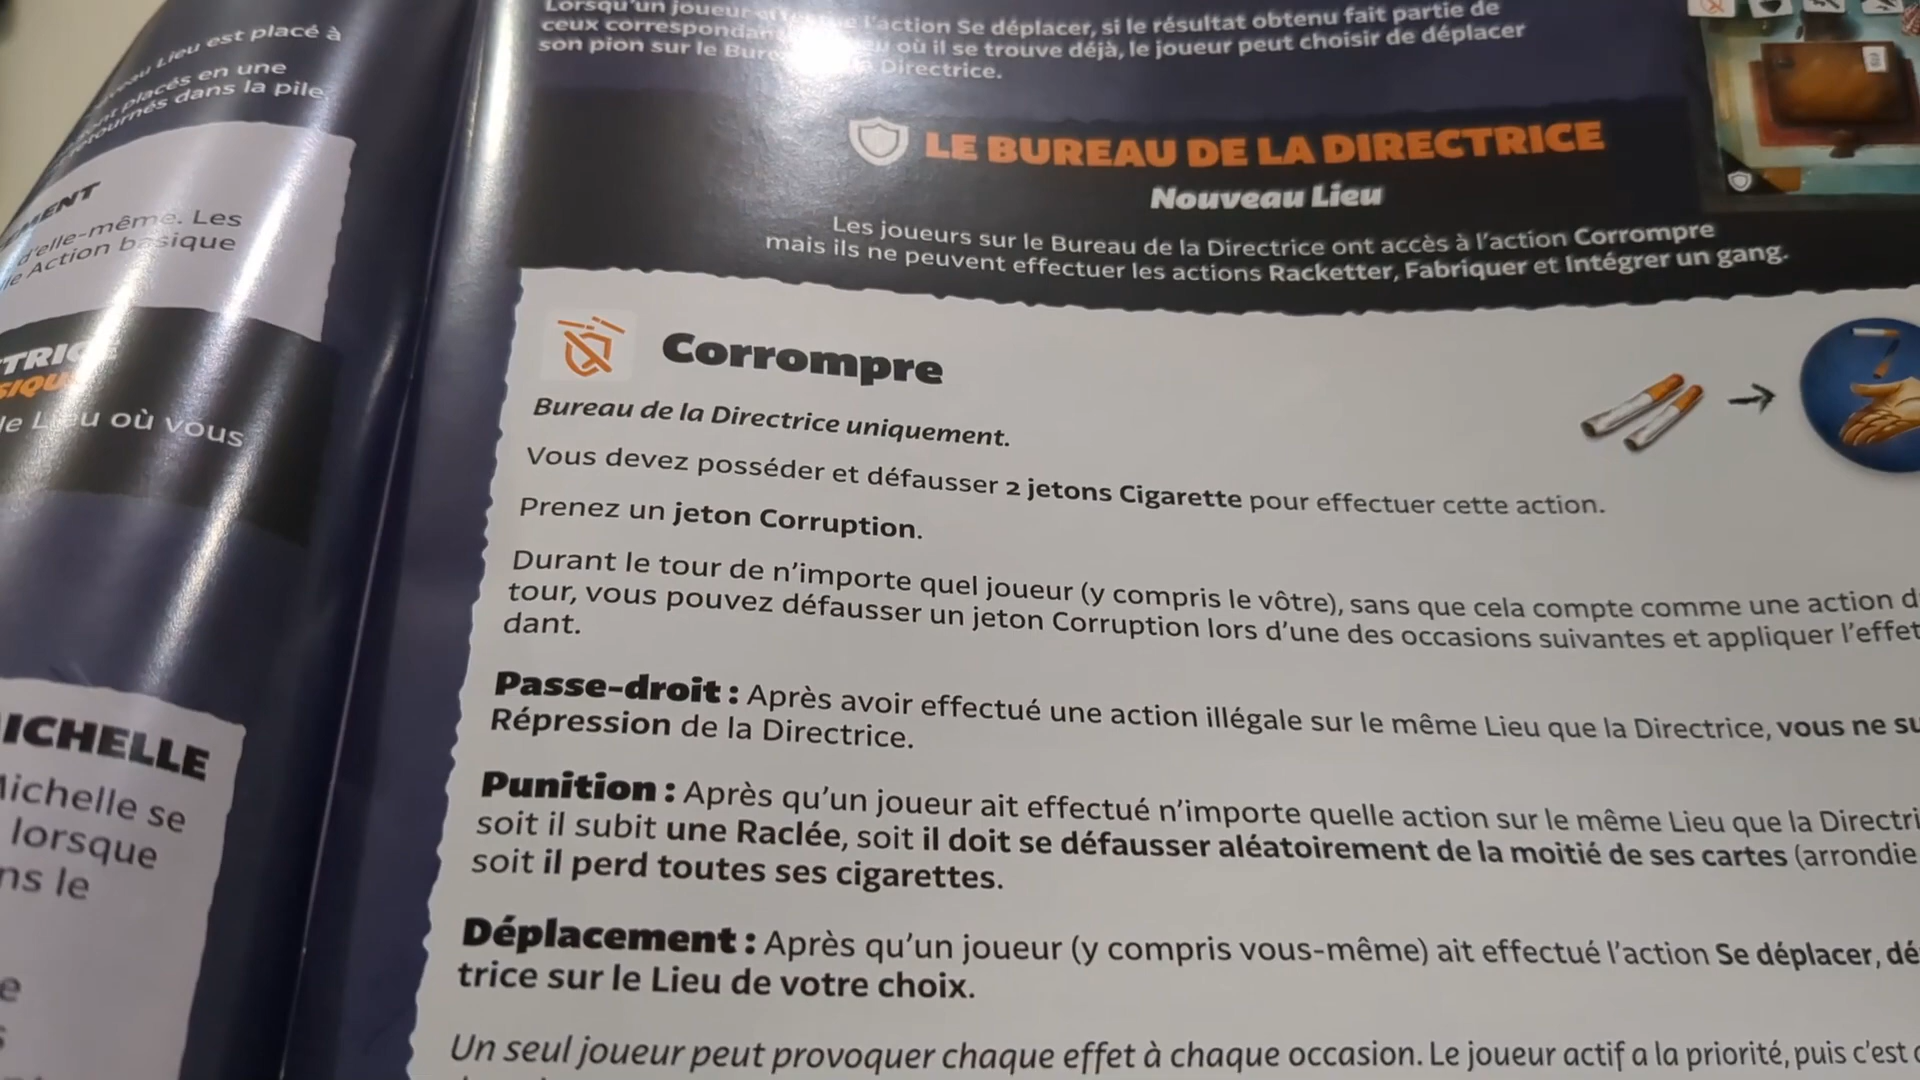 Lieu est placé à
placés en une
dans la pile
d'elle-même. Les
Action basique
Lieu où vous
MICHELLE
Michelle se
lorsque
Lorsqu'un joueur l'action Se déplacer, si le résultat obtenu fait partie de
ceux où il se trouve déjà, le joueur peut choisir de déplacer
son pion sur le Directrice.
LE BUREAU DE LA DIRECTRICE
Nouveau Lieu
Les joueurs sur le Bureau de la Directrice ont accès à l'action Corrompre
mais ils ne peuvent effectuer les actions Racketter, Fabriquer et Intégrer un gang.
Corrompre
Bureau de la Directrice uniquement.
Vous devez posséder et défausser 2 jetons Cigarette pour effectuer cette action.
Prenez un jeton Corruption.
Durant le tour de n'importe quel joueur (y compris le vôtre), sans que cela compte comme une action
tour, vous pouvez défausser un jeton Corruption lors d'une des occasions suivantes et appliquer l'effet
dant.
Passe-droit : Après avoir effectué une action illégale sur le même Lieu que la Directrice, vous ne
Répression de la Directrice.
Punition : Après qu'un joueur ait effectué n'importe quelle action sur le même Lieu que la
soit il subit une Raclée, soit il doit se défausser aléatoirement de la moitié de ses cartes (arrondie
soit il perd toutes ses cigarettes.
Déplacement : Après qu'un joueur (y compris vous-même) ait effectué l'action Se déplacer,
trice sur le Lieu de votre choix.
Un seul joueur peut provoquer chaque effet à chaque occasion. Le joueur actif a la priorité, puis c'est